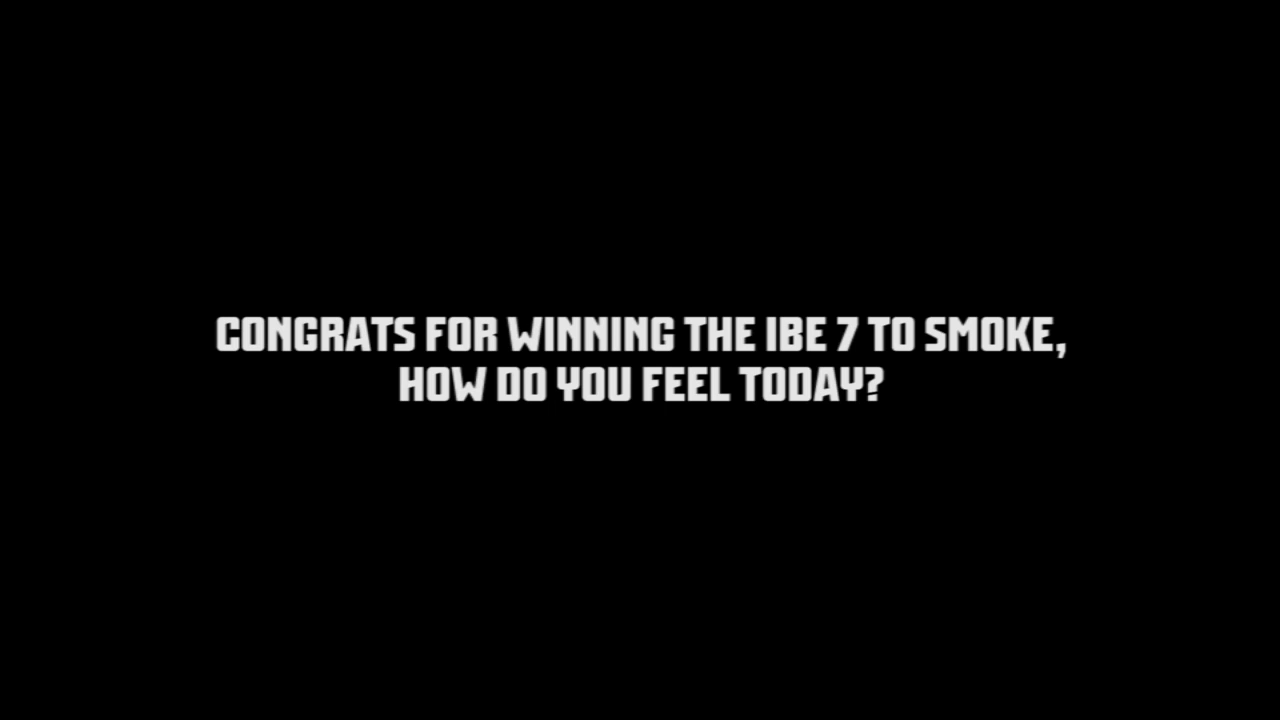 CONGRATS FOR WINNING THE IBE 7 TO SMOKE,
HOW DO YOU FEEL TODAY?